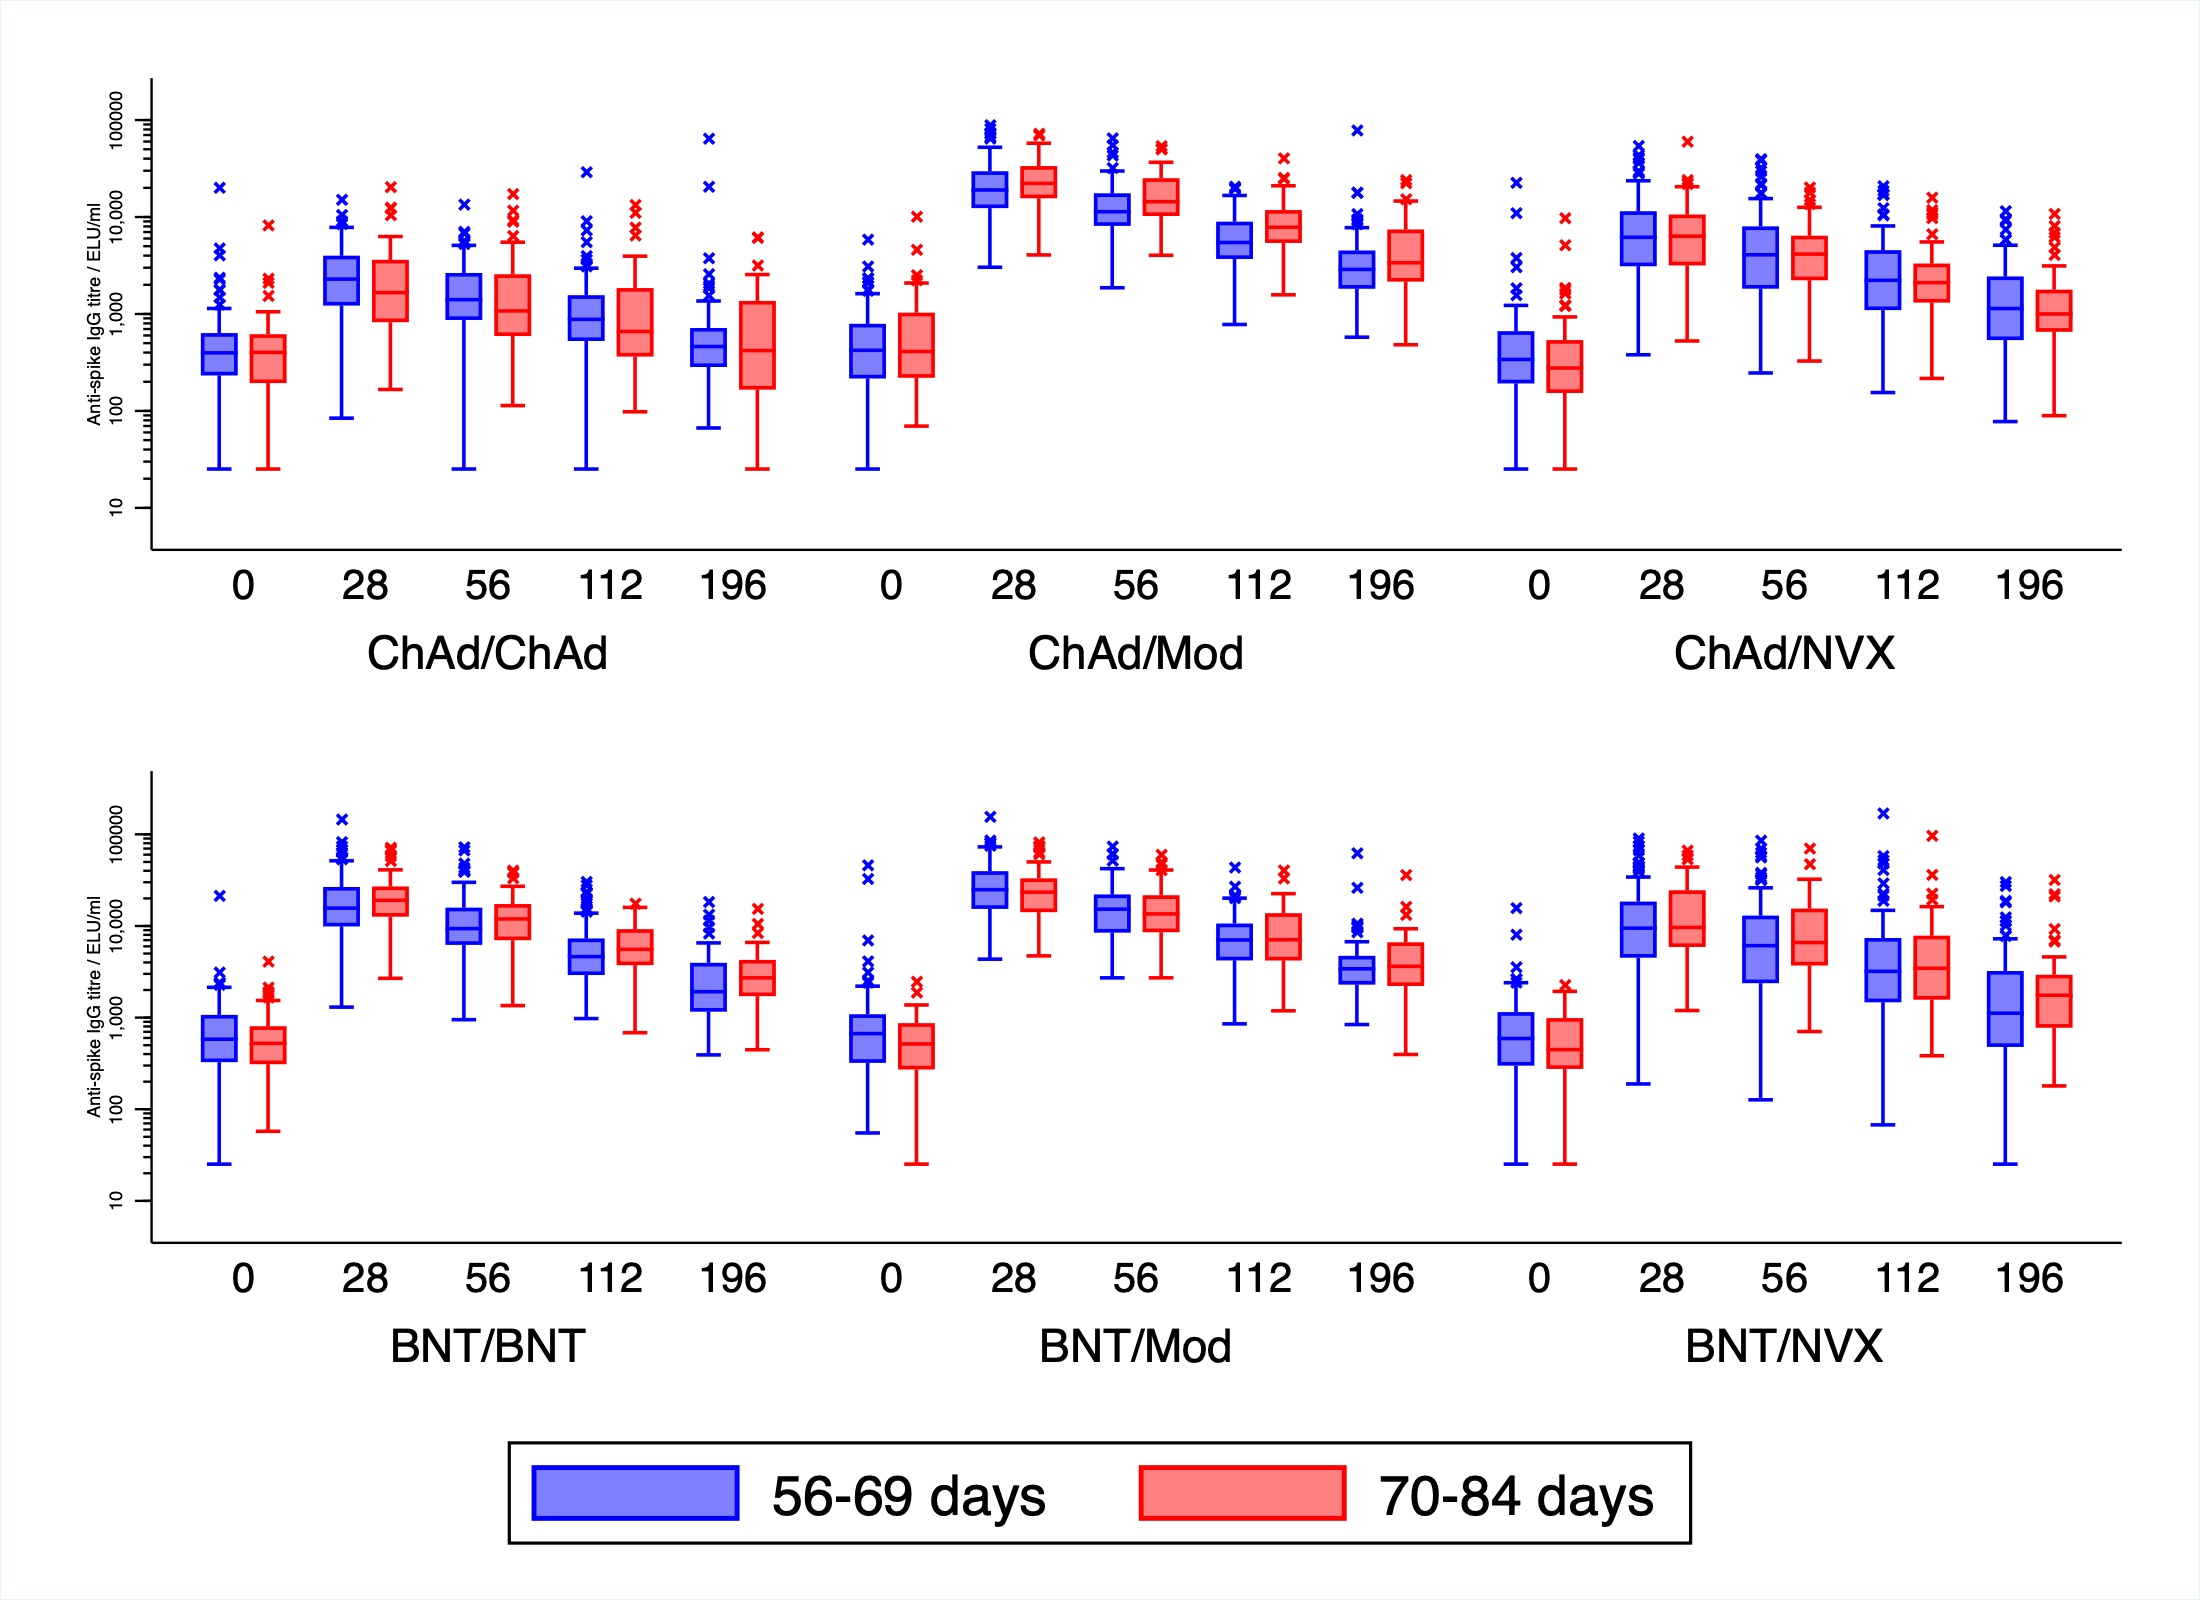 Anti-spike IgG titre / ELU/ml
100000
10,000
1,000
100
10
0 28 56 112 196 0 28 56 112 196 0 28 56 112 196
ChAd/ChAd ChAd/Mod ChAd/NVX
Anti-spike IgG titre / ELU/ml
100000
10,000
1,000
100
10
0 28 56 112 196 0 28 56 112 196 0 28 56 112 196
BNT/BNT BNT/Mod BNT/NVX
56-69 days 70-84 days